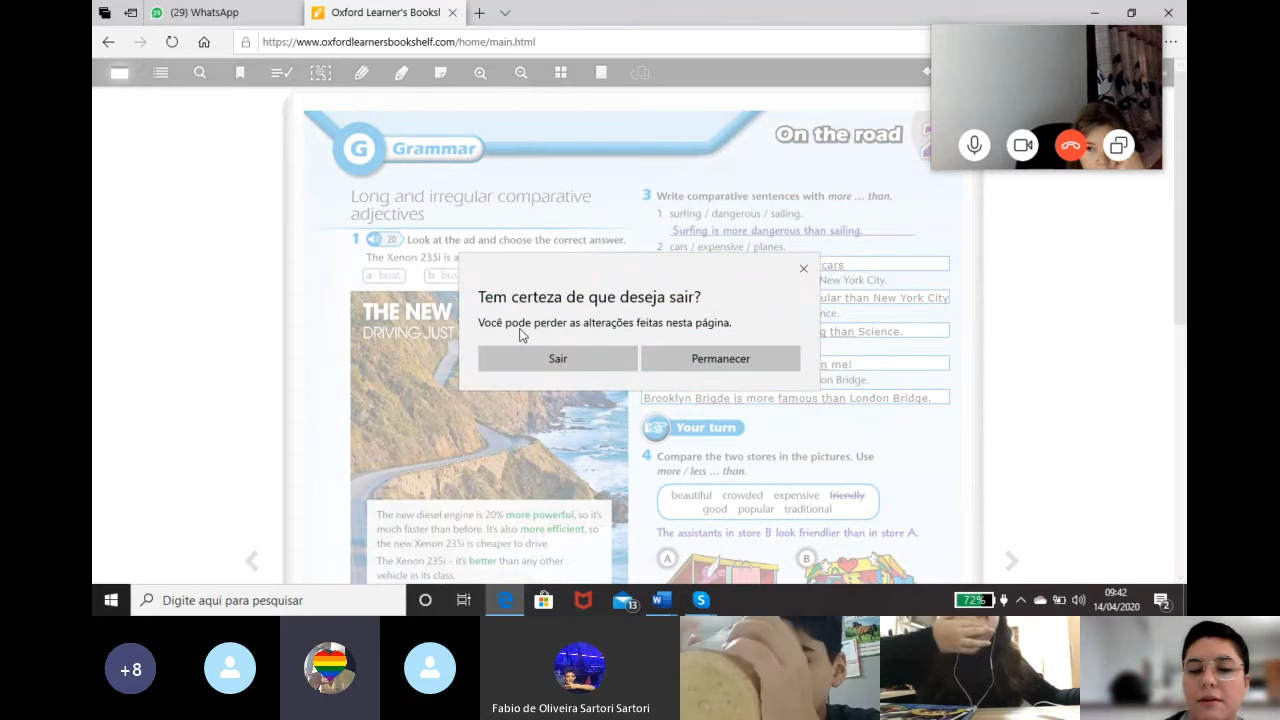 (29) WhatsApp
Oxford Learner's Booksl
https://www.oxfordlearnersbookshelf.com/home/main.html
G Grammar
On the road
Long and irregular comparative
adjectives
1 20 Look at the ad and choose the correct answer.
The Xenon 235i is a
a boat. b bus
THE NEW
DRIVING JUST
The new diesel engine is 20% more powerful, so it's
much faster than before. It's also more efficient, so
the new Xenon 235i is cheaper to drive.
The Xenon 235i – it's better than any other
vehicle in its class.
3 Write comparative sentences with more ... than.
1 surfing / dangerous / sailing.
Surfing is more dangerous than sailing.
2 cars / expensive / planes.
cars
New York City.
ular than New York City
nce.
g than Science.
n me!
on Bridge.
Brooklyn Brigde is more famous than London Bridge.
Your turn
4 Compare the two stores in the pictures. Use
more / less ... than.
beautiful crowded expensive friendly
good popular traditional
The assistants in store B look friendlier than in store A.
A B
Tem certeza de que deseja sair?
Você pode perder as alterações feitas nesta página.
Sair Permanecer
Digite aqui para pesquisar
13
72%
09:42
14/04/2020
2
+8
Fabio de Oliveira Sartori Sartori